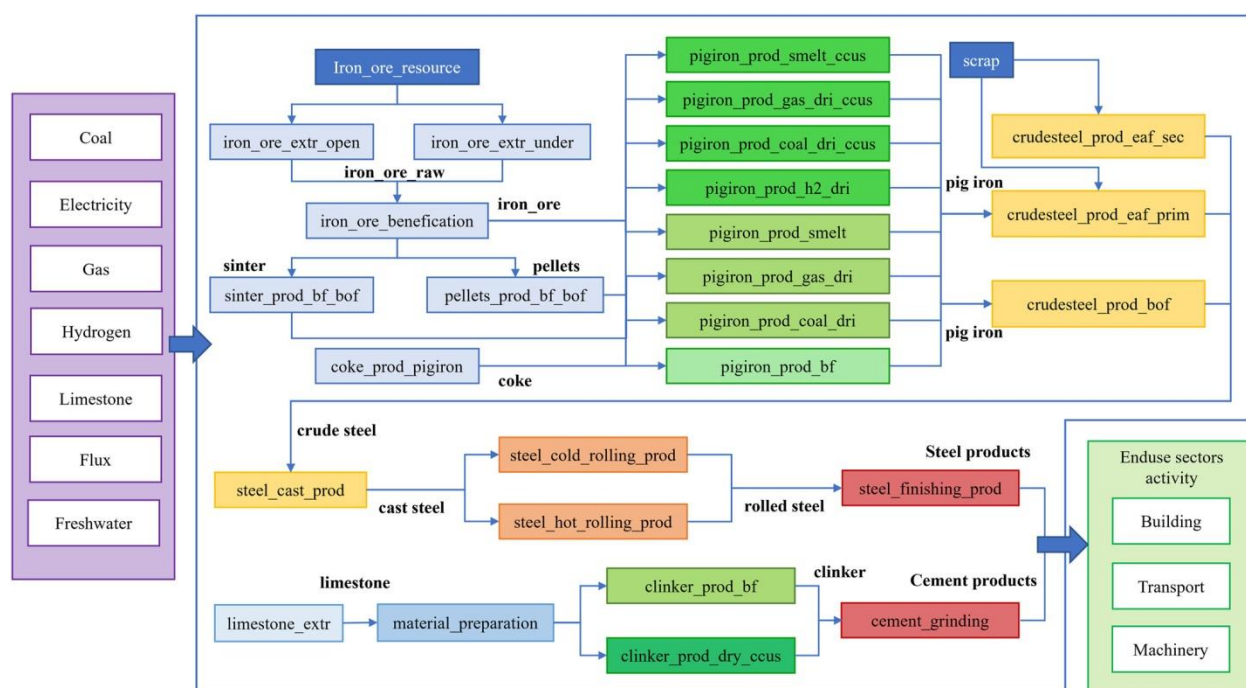 Coal
Electricity
Gas
Hydrogen
Limestone
Flux
Freshwater
Iron_ore_resource
iron_ore_extr_open
iron_ore_extr_under
iron_ore_raw
iron_ore_benefication
iron_ore
sinter
pellets
sinter_prod_bf_bof
pellets_prod_bf_bof
coke_prod_pigiron
coke
pigiron_prod_smelt_ccus
pigiron_prod_gas_dri_ccus
pigiron_prod_coal_dri_ccus
pigiron_prod_h2_dri
pigiron_prod_smelt
pigiron_prod_gas_dri
pigiron_prod_coal_dri
pigiron_prod_bf
scrap
crudesteel_prod_eaf_sec
pig iron
crudesteel_prod_eaf_prim
crudesteel_prod_bof
pig iron
crude steel
steel_cast_prod
cast steel
steel_cold_rolling_prod
steel_hot_rolling_prod
rolled steel
Steel products
steel_finishing_prod
limestone
limestone_extr
material_preparation
clinker_prod_bf
clinker_prod_dry_ccus
clinker
Cement products
cement_grinding
Enduse sectors
activity
Building
Transport
Machinery